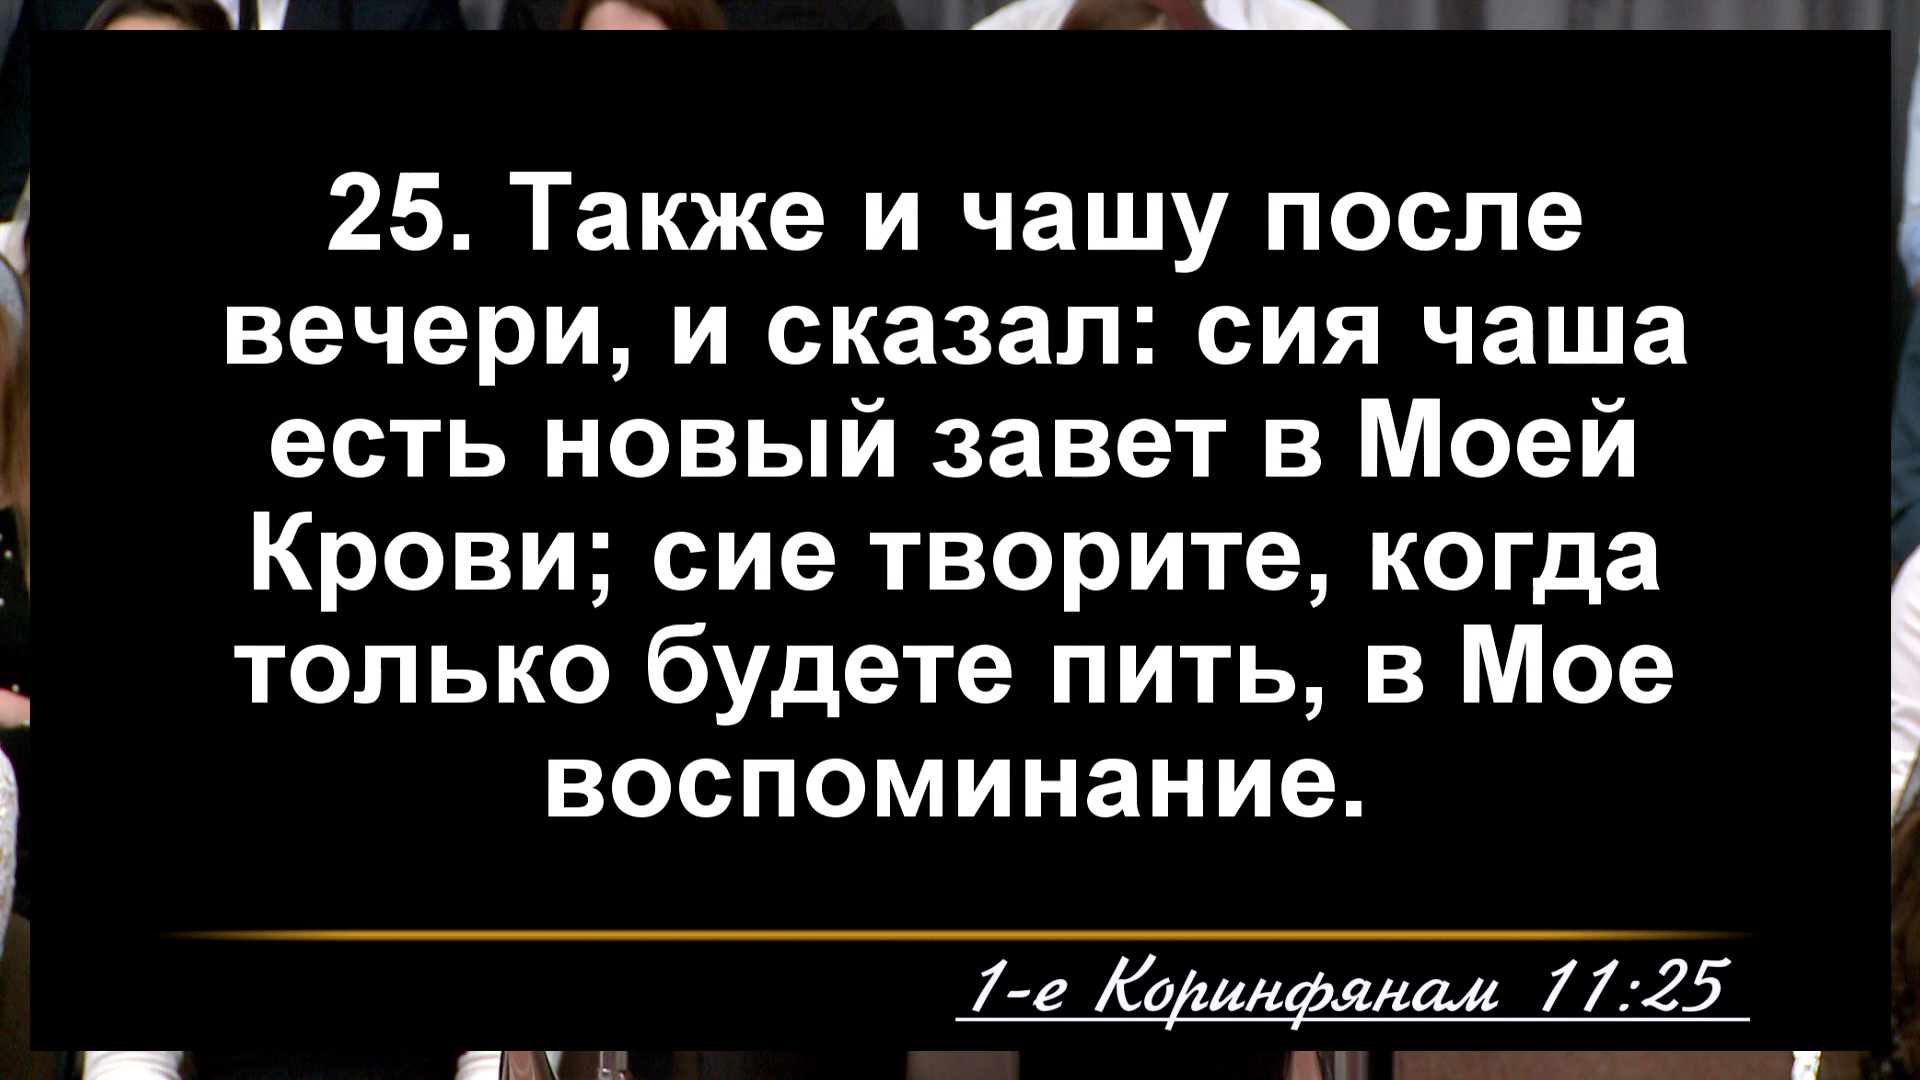 25. Также и чашу после
вечери, и сказал: сия чаша
есть новый завет в Моей
Крови; сие творите, когда
только будете пить, в Мое
воспоминание.
1-е Коринфянам 11:25